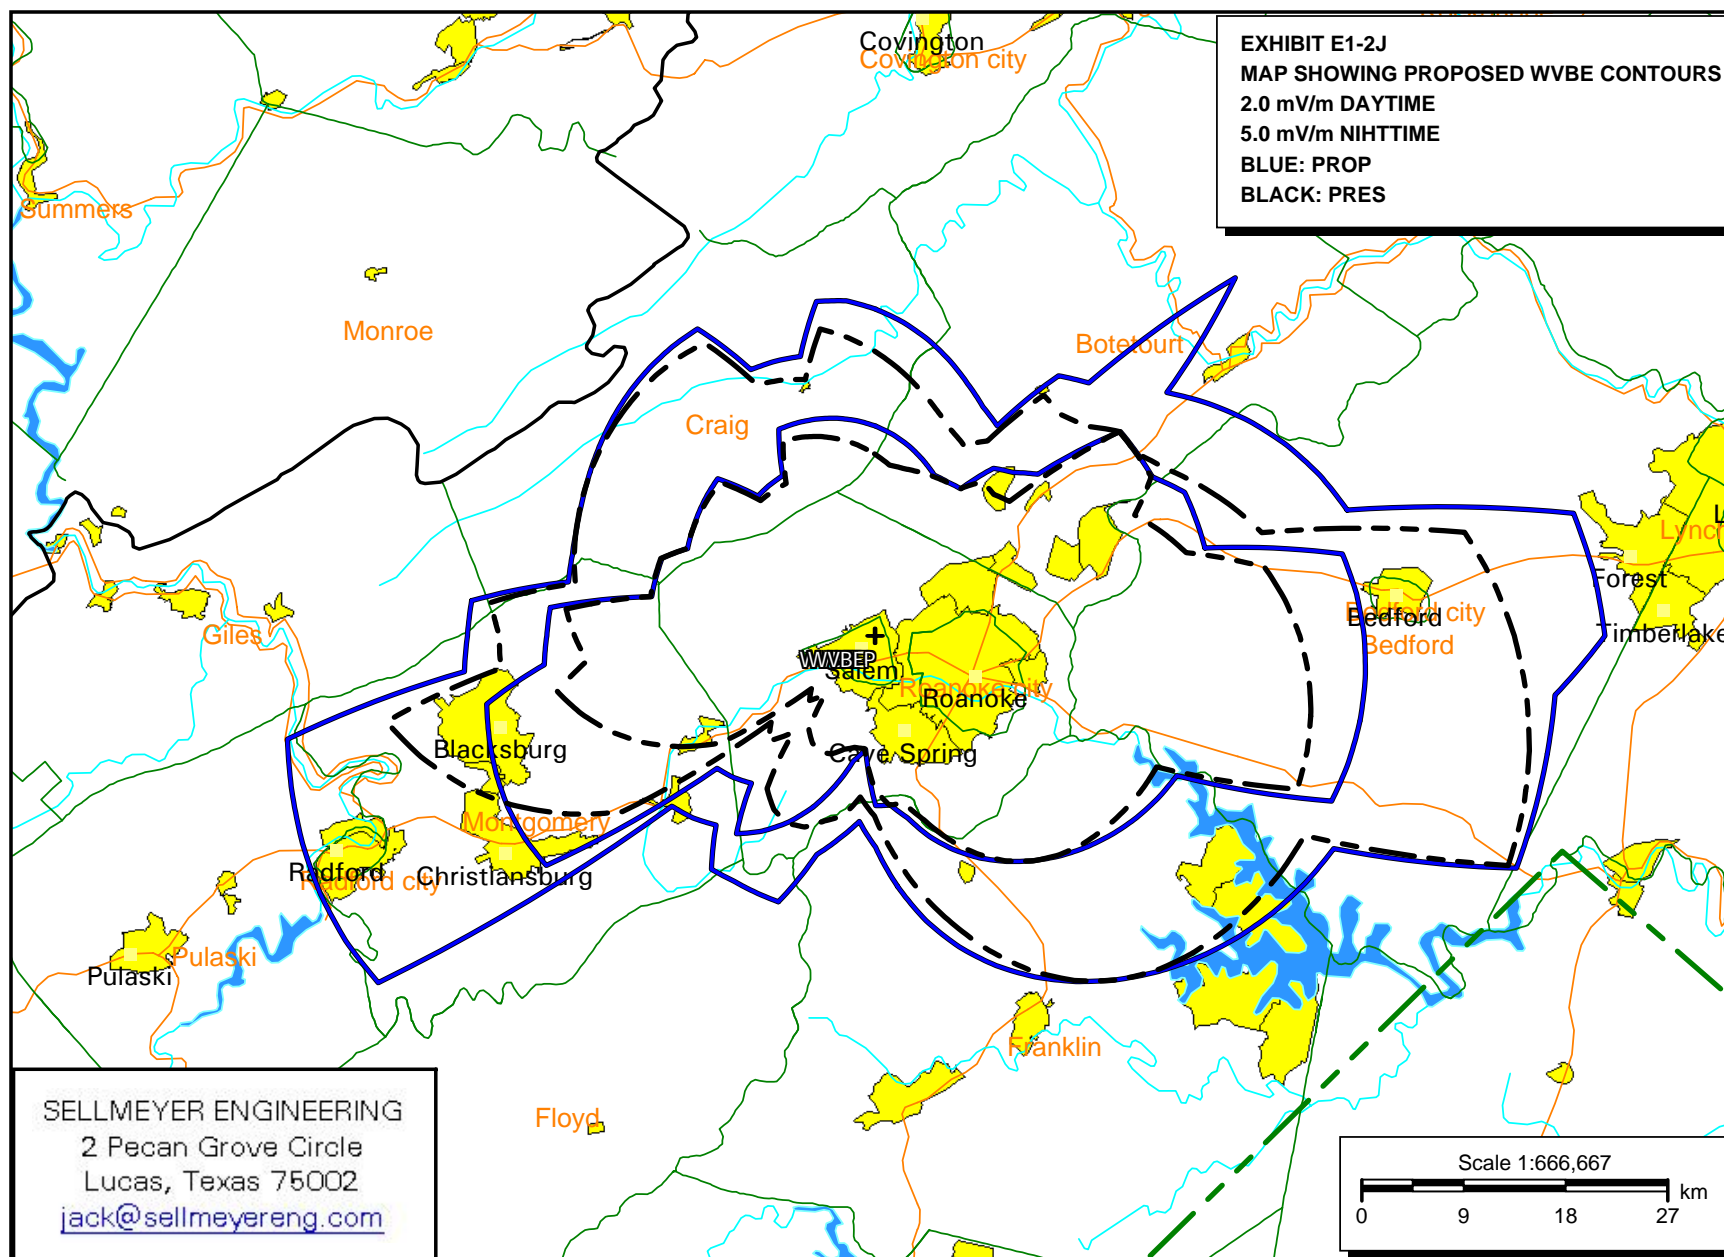 EXHIBIT E1-2J
MAP SHOWING PROPOSED WVBE CONTOURS
2.0 mV/m DAYTIME
5.0 mV/m NIHTTIME
BLUE: PROP
BLACK: PRES
Covington
Covington city
Summers
Monroe
Botetourt
Craig
Giles
Forest
Timberlake
Bedford city
Bedford
Bedford
Salem
Roanoke city
Roanoke
Cave Spring
Blacksburg
Montgomery
Radford
Radford city
Christiansburg
Pulaski
Pulaski
Franklin
Floyd
SELLMEYER ENGINEERING
2 Pecan Grove Circle
Lucas, Texas 75002
jack@sellmeyereng.com
Scale 1:666,667
km
0 9 18 27